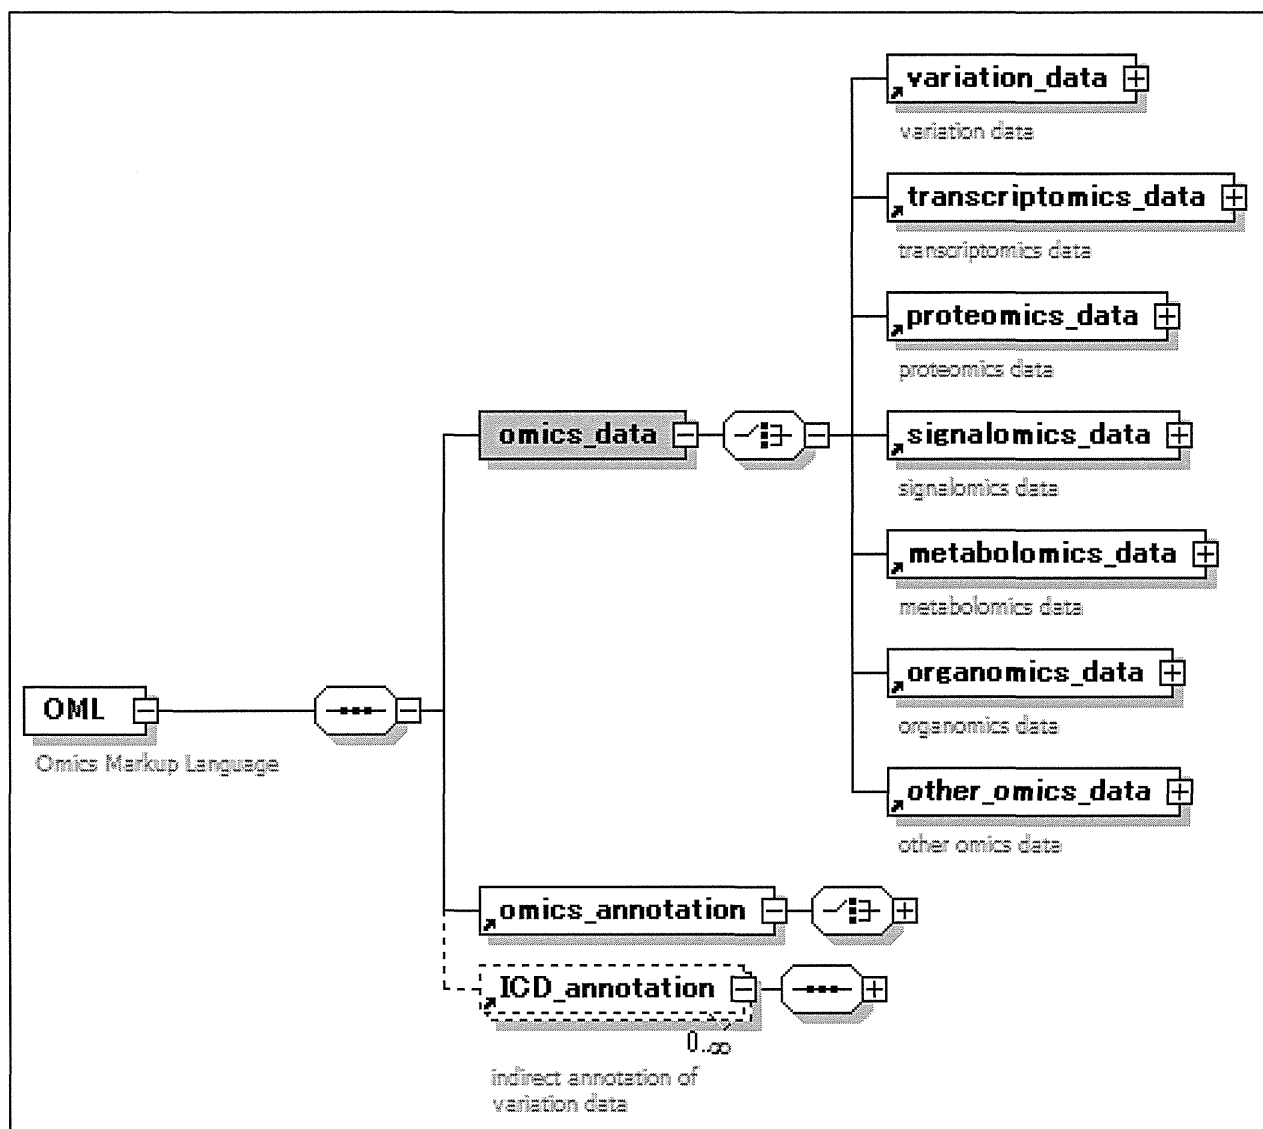 variation_data
variation data
transcriptomics_data
transcriptomics data
proteomics_data
proteomics data
omics_data
signalomics_data
signalomics data
metabolomics_data
metabolomics data
OML
Omics Markup Language
organomics_data
organomics data
other_omics_data
other omics data
omics_annotation
ICD_annotation
0..∞
indirect annotation of
variation data